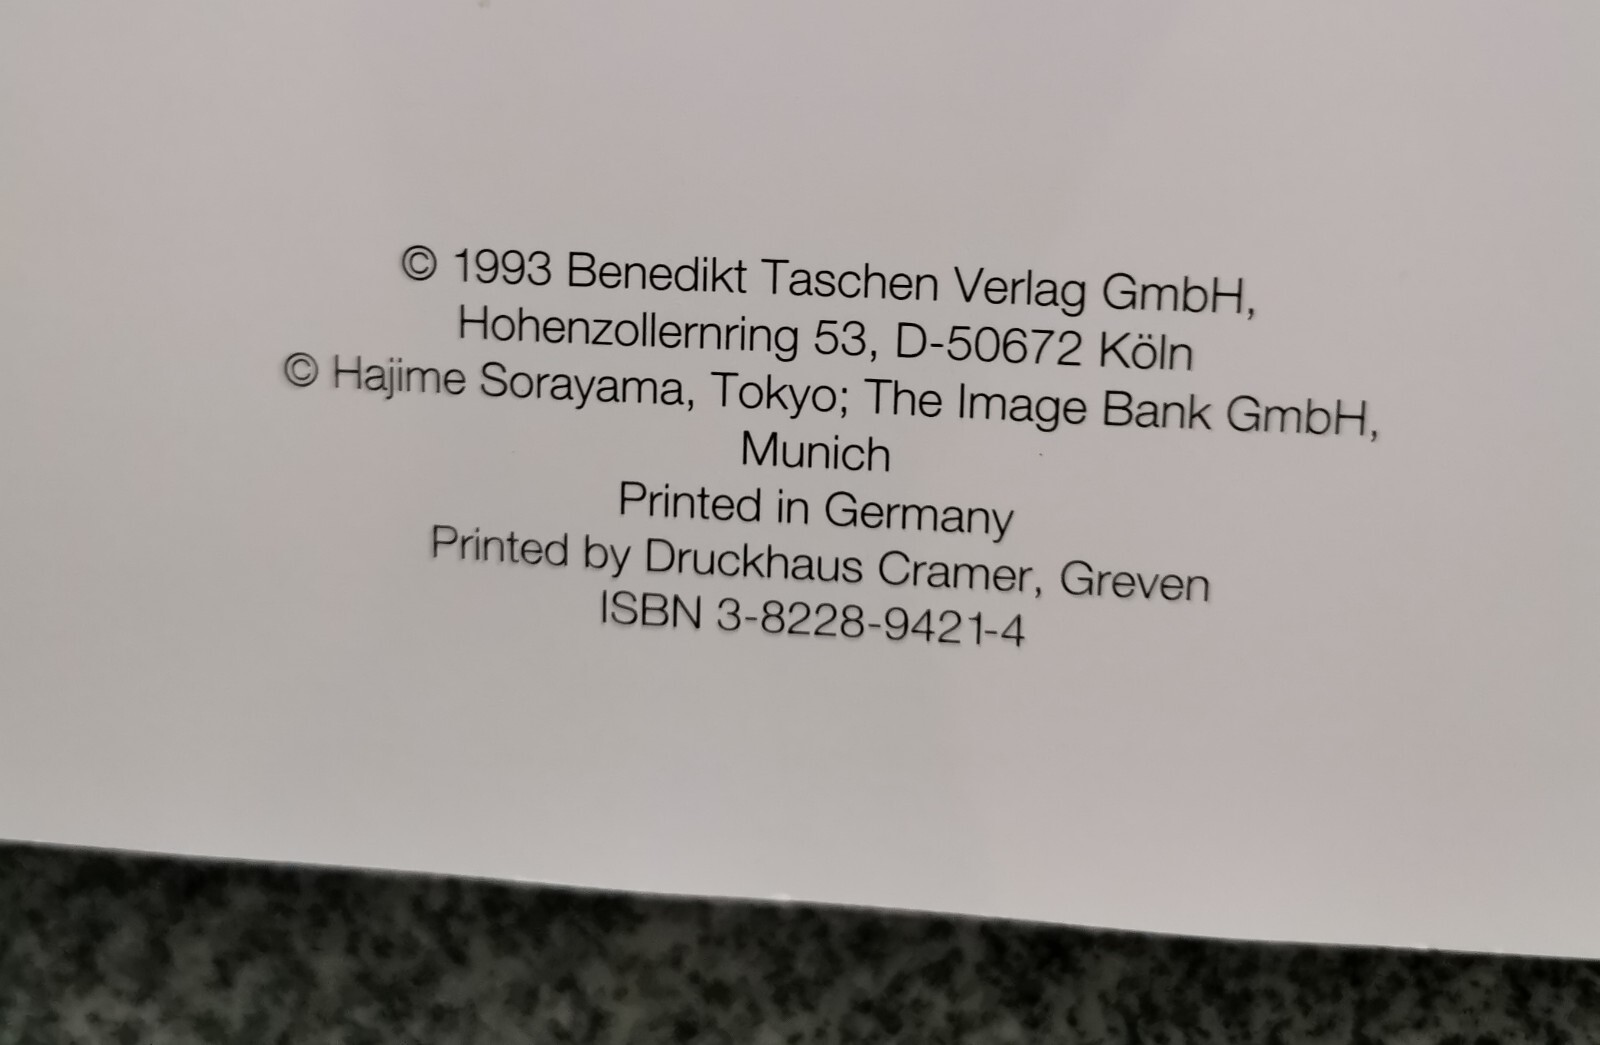 © 1993 Benedikt Taschen Verlag GmbH,
Hohenzollernring 53, D-50672 Köln
© Hajime Sorayama, Tokyo; The Image Bank GmbH,
Munich
Printed in Germany
Printed by Druckhaus Cramer, Greven
ISBN 3-8228-9421-4